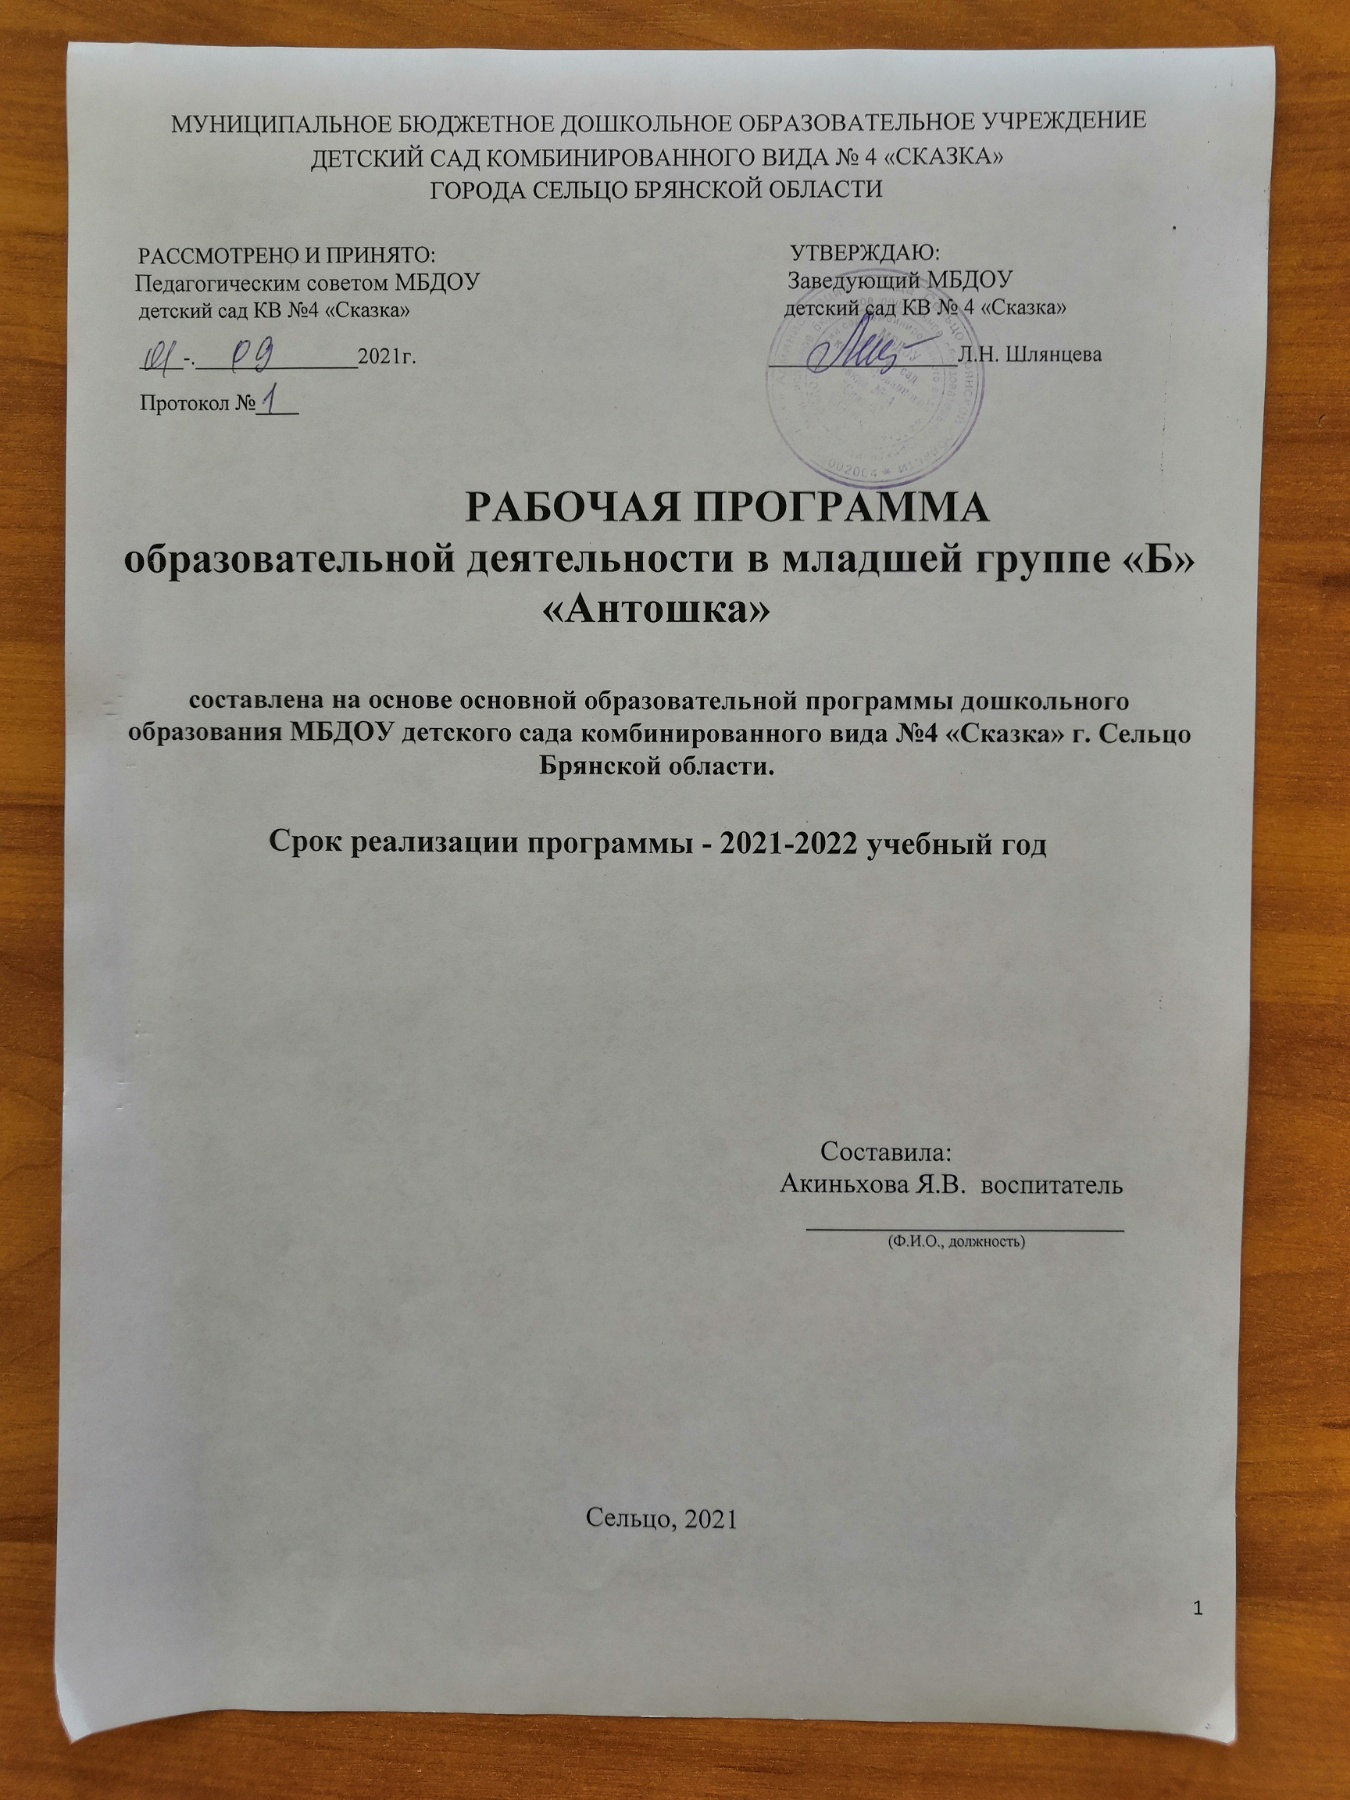 МУНИЦИПАЛЬНОЕ БЮДЖЕТНОЕ ДОШКОЛЬНОЕ ОБРАЗОВАТЕЛЬНОЕ УЧРЕЖДЕНИЕ
ДЕТСКИЙ САД КОМБИНИРОВАННОГО ВИДА № 4 «СКАЗКА»
ГОРОДА СЕЛЬЦО БРЯНСКОЙ ОБЛАСТИ
РАССМОТРЕНО И ПРИНЯТО:
Педагогическим советом МБДОУ
детский сад КВ №4 «Сказка»
01-. 09 2021г.
Протокол № 1
УТВЕРЖДАЮ:
Заведующий МБДОУ
детский сад КВ № 4 «Сказка»
Л.Н. Шлянцева
РАБОЧАЯ ПРОГРАММА
образовательной деятельности в младшей группе «Б»
«Антошка»
составлена на основе основной образовательной программы дошкольного
образования МБДОУ детского сада комбинированного вида №4 «Сказка» г. Сельцо
Брянской области.
Срок реализации программы - 2021-2022 учебный год
Составила:
Акиньхова Я.В. воспитатель
(Ф.И.О., должность)
Сельцо, 2021
1